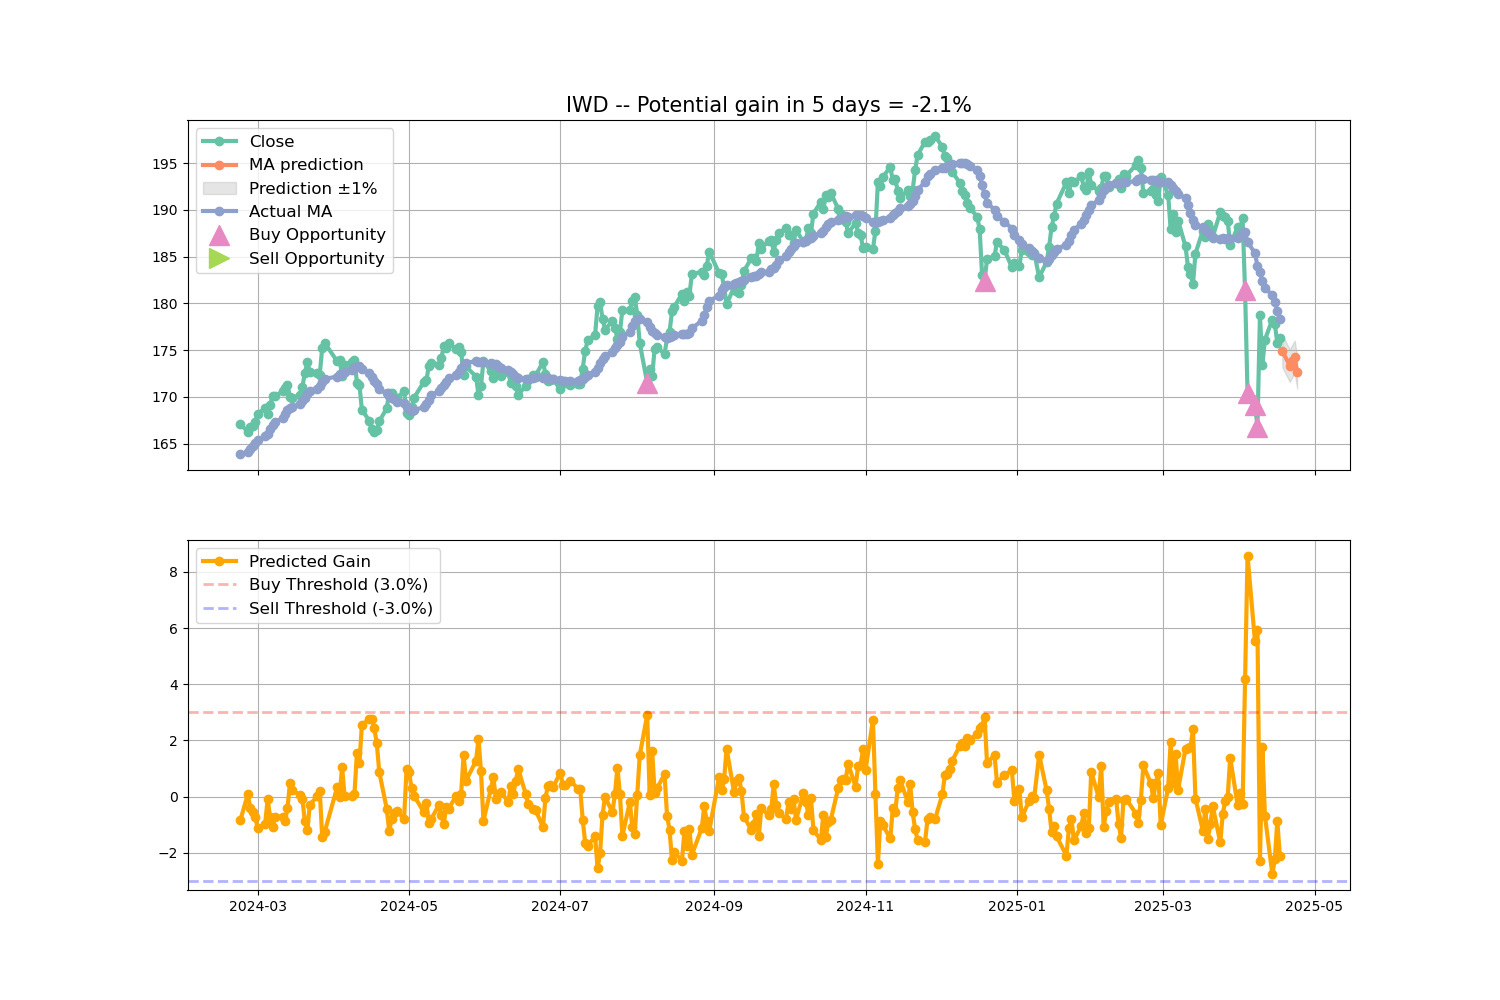 IWD -- Potential gain in 5 days = -2.1%
Close
MA prediction
Prediction ±1%
Actual MA
Buy Opportunity
Sell Opportunity
195
190
185
180
175
170
165
Predicted Gain
Buy Threshold (3.0%)
Sell Threshold (-3.0%)
8
6
4
2
0
−2
2024-03 2024-05 2024-07 2024-09 2024-11 2025-01 2025-03 2025-05